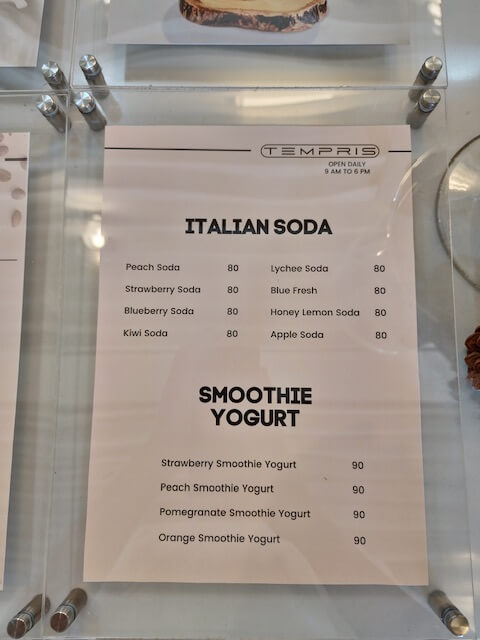 TEMPRIS
OPEN DAILY
9 AM TO 6 PM
ITALIAN SODA
Peach Soda 80 Lychee Soda 80
Strawberry Soda 80 Blue Fresh 80
Blueberry Soda 80 Honey Lemon Soda 80
Kiwi Soda 80 Apple Soda 80
SMOOTHIE
YOGURT
Strawberry Smoothie Yogurt 90
Peach Smoothie Yogurt 90
Pomegranate Smoothie Yogurt 90
Orange Smoothie Yogurt 90